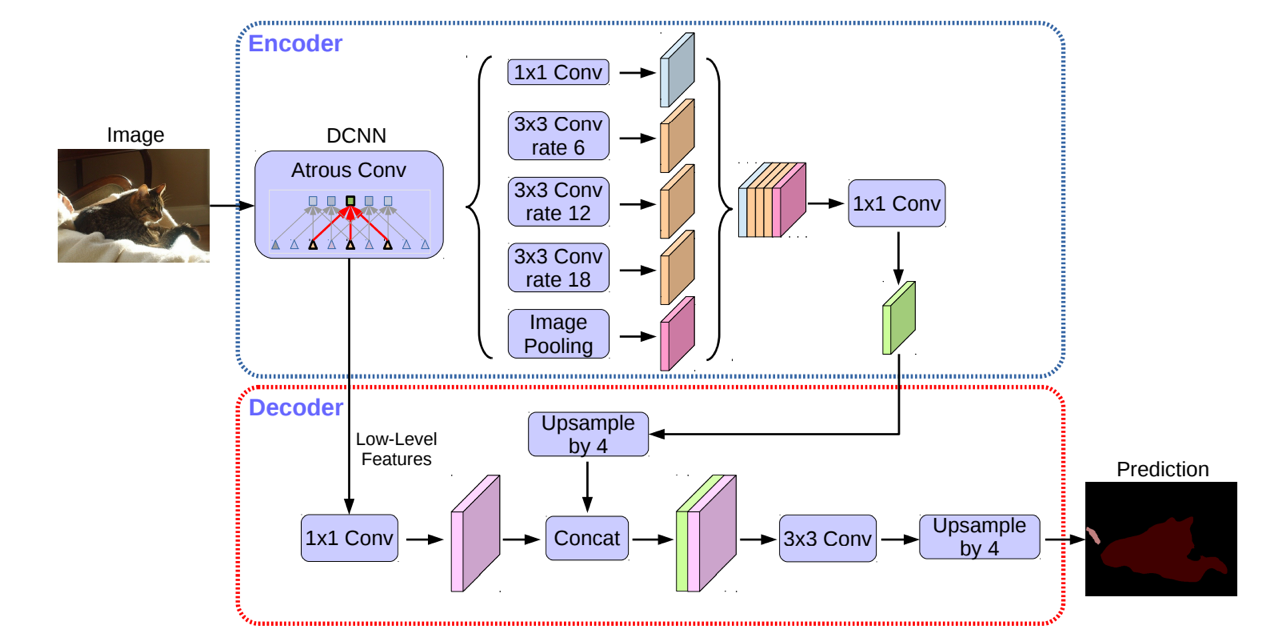 Encoder
Image
DCNN
Atrous Conv
1x1 Conv
3x3 Conv
rate 6
3x3 Conv
rate 12
3x3 Conv
rate 18
Image
Pooling
1x1 Conv
Decoder
Low-Level
Features
Upsample
by 4
1x1 Conv
Concat
3x3 Conv
Upsample
by 4
Prediction